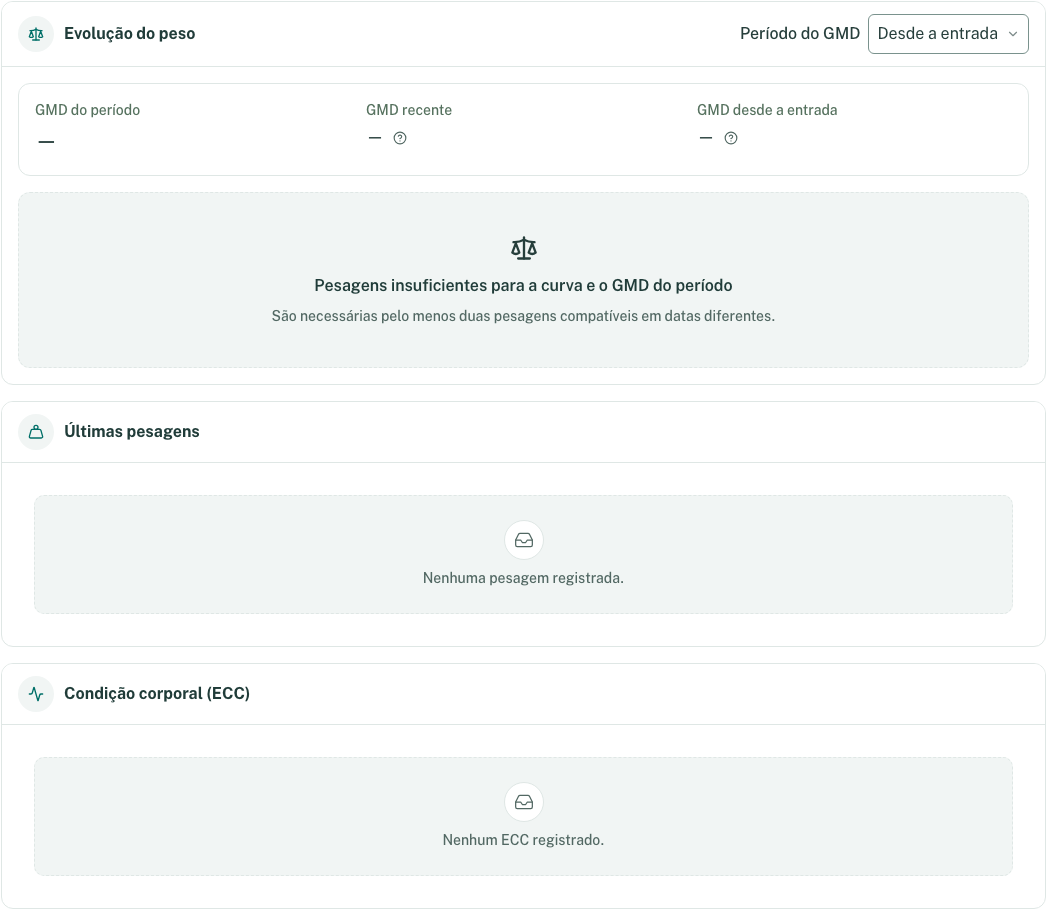 Evolução do peso
Período do GMD
Desde a entrada
GMD do período
GMD recente
GMD desde a entrada
—
—
—
Pesagens insuficientes para a curva e o GMD do período
São necessárias pelo menos duas pesagens compatíveis em datas diferentes.
Últimas pesagens
Nenhuma pesagem registrada.
Condição corporal (ECC)
Nenhum ECC registrado.